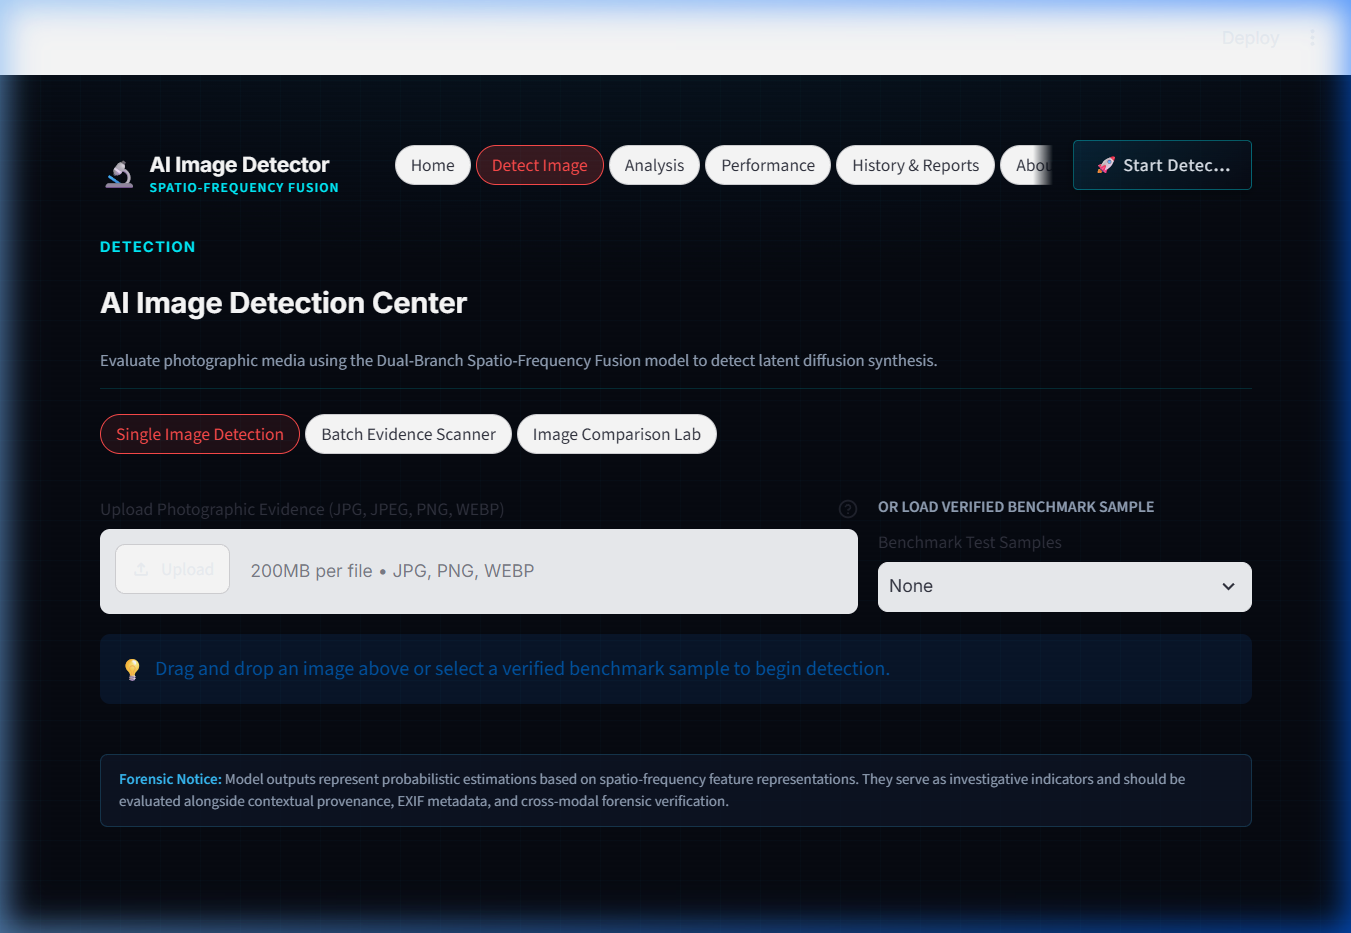 Deploy
AI Image Detector
SPATIO-FREQUENCY FUSION
Home
Detect Image
Analysis
Performance
History & Reports
Abou
Start Detec...
DETECTION
AI Image Detection Center
Evaluate photographic media using the Dual-Branch Spatio-Frequency Fusion model to detect latent diffusion synthesis.
Single Image Detection
Batch Evidence Scanner
Image Comparison Lab
Upload Photographic Evidence (JPG, JPEG, PNG, WEBP)
Upload
200MB per file • JPG, PNG, WEBP
OR LOAD VERIFIED BENCHMARK SAMPLE
Benchmark Test Samples
None
Drag and drop an image above or select a verified benchmark sample to begin detection.
Forensic Notice: Model outputs represent probabilistic estimations based on spatio-frequency feature representations. They serve as investigative indicators and should be
evaluated alongside contextual provenance, EXIF metadata, and cross-modal forensic verification.